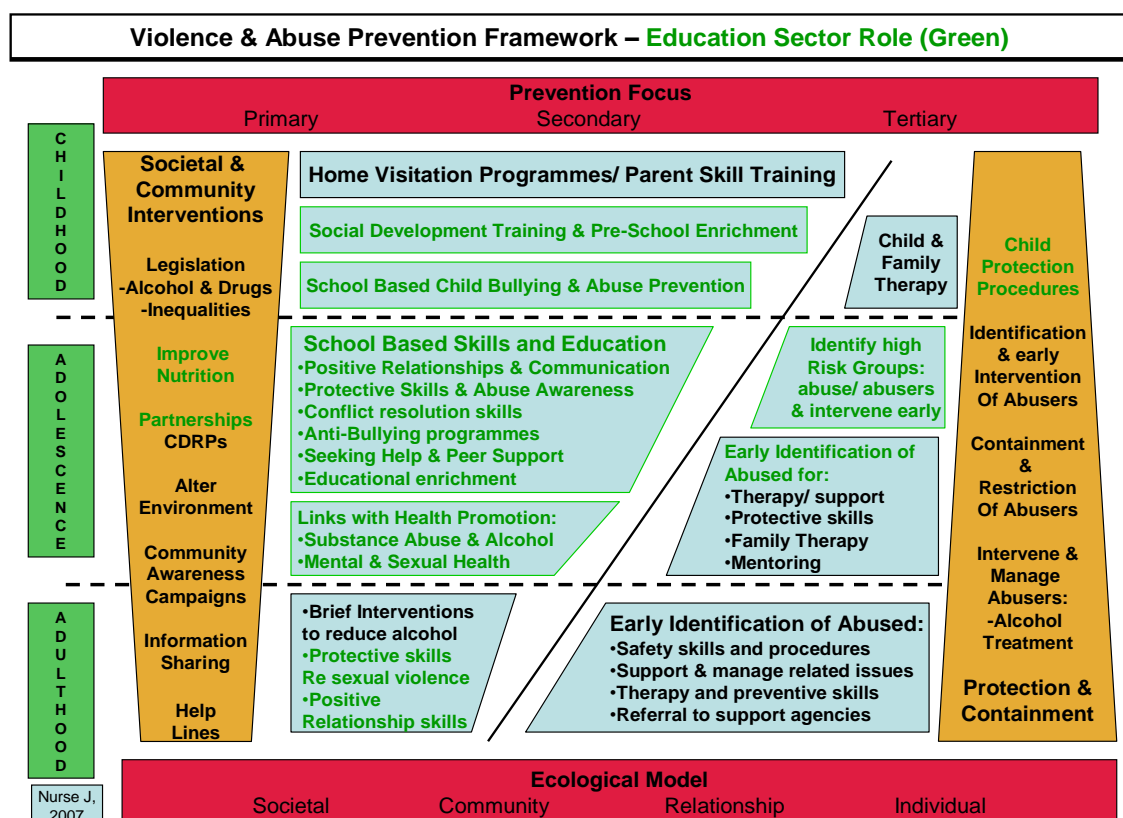 Violence & Abuse Prevention Framework – Education Sector Role (Green)
Prevention Focus
Primary Secondary Tertiary
C
H
I
L
D
H
O
O
D
Societal &
Community
Interventions
Legislation
-Alcohol & Drugs
-Inequalities
Improve
Nutrition
Partnerships
CDRPs
Alter
Environment
Community
Awareness
Campaigns
Information
Sharing
Help
Lines
Home Visitation Programmes/ Parent Skill Training
Social Development Training & Pre-School Enrichment
School Based Child Bullying & Abuse Prevention
Child &
Family
Therapy
Child
Protection
Procedures
Identification
& early
Intervention
Of Abusers
Containment
&
Restriction
Of Abusers
Intervene &
Manage
Abusers:
-Alcohol
Treatment
Protection &
Containment
A
D
O
L
E
S
C
E
N
C
E
School Based Skills and Education
•Positive Relationships & Communication
•Protective Skills & Abuse Awareness
•Conflict resolution skills
•Anti-Bullying programmes
•Seeking Help & Peer Support
•Educational enrichment
Links with Health Promotion:
•Substance Abuse & Alcohol
•Mental & Sexual Health
Identify high
Risk Groups:
abuse/ abusers
& intervene early
Early Identification of
Abused for:
•Therapy/ support
•Protective skills
•Family Therapy
•Mentoring
A
D
U
L
T
H
O
O
D
•Brief Interventions
to reduce alcohol
•Protective skills
Re sexual violence
•Positive
Relationship skills
Early Identification of Abused:
•Safety skills and procedures
•Support & manage related issues
•Therapy and preventive skills
•Referral to support agencies
Nurse J,
2007
Ecological Model
Societal Community Relationship Individual